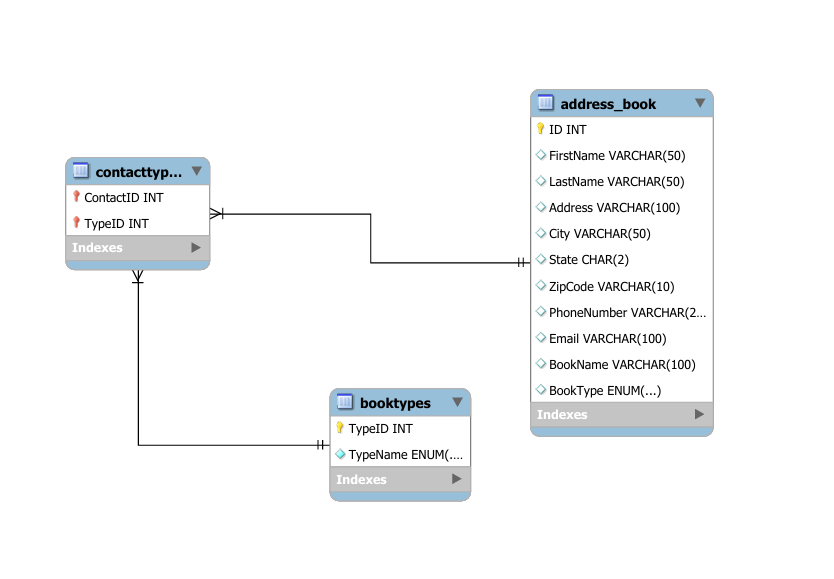 address_book
ID INT
FirstName VARCHAR(50)
LastName VARCHAR(50)
Address VARCHAR(100)
City VARCHAR(50)
State CHAR(2)
ZipCode VARCHAR(10)
PhoneNumber VARCHAR(2...
Email VARCHAR(100)
BookName VARCHAR(100)
BookType ENUM(...)
Indexes
contacttyp...
ContactID INT
TypeID INT
Indexes
booktypes
TypeID INT
TypeName ENUM(....
Indexes